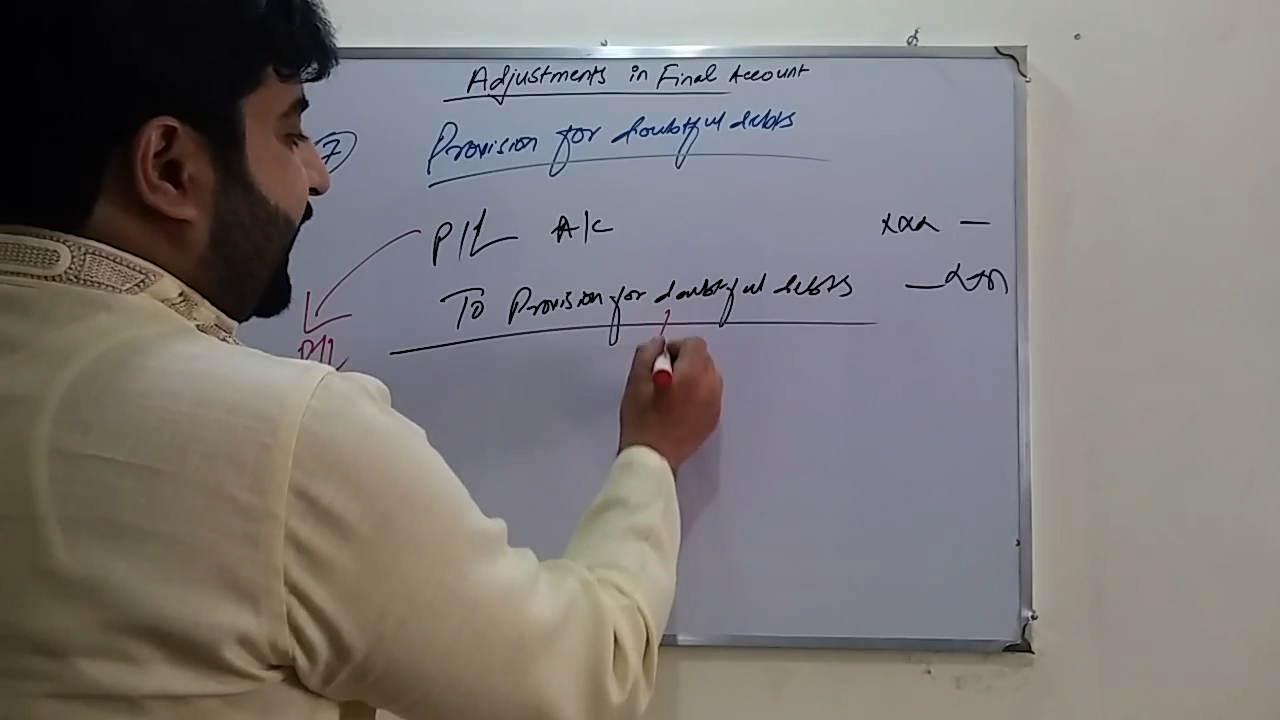 Adjustments in Final Account
7 Provision for doubtful debts
P/L A/c xxx —
To Provision for doubtful debts — xxx
P/L